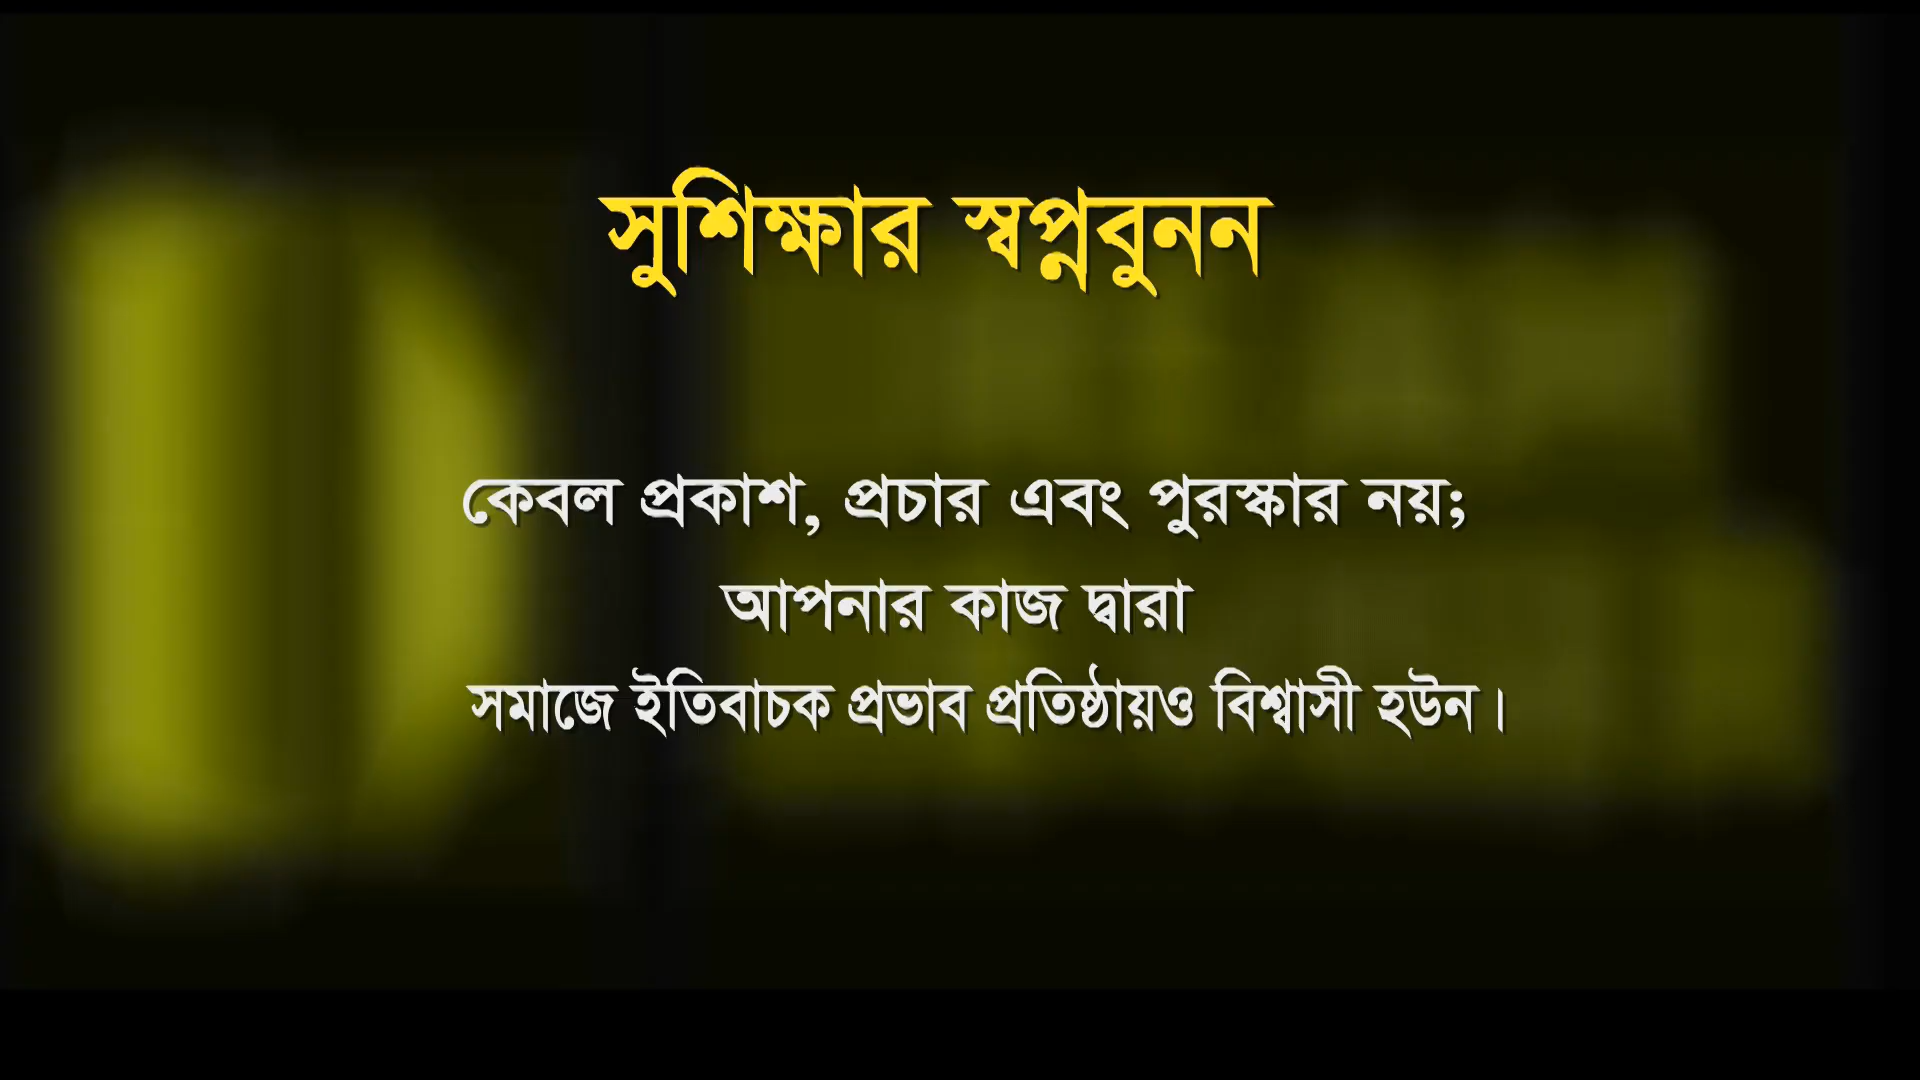 সুশিক্ষার স্বপ্নবুনন
কেবল প্রকাশ, প্রচার এবং পুরস্কার নয়;
আপনার কাজ দ্বারা
সমাজে ইতিবাচক প্রভাব প্রতিষ্ঠায়ও বিশ্বাসী হউন।